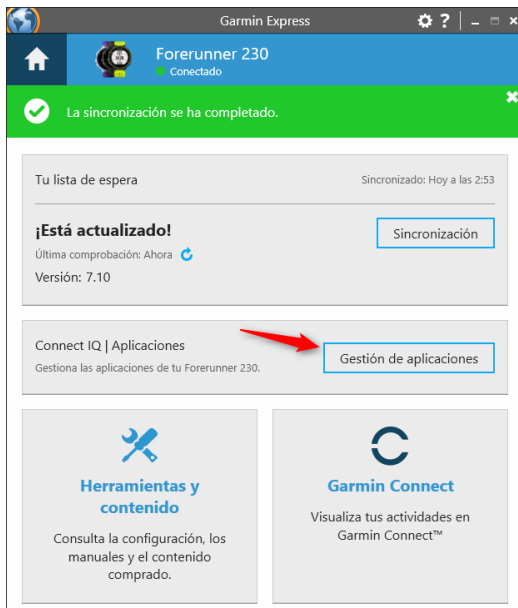 Garmin Express
Forerunner 230
Conectado
La sincronización se ha completado.
Tu lista de espera
Sincronizado: Hoy a las 2:53
¡Está actualizado!
Sincronización
Última comprobación: Ahora
Versión: 7.10
Connect IQ | Aplicaciones
Gestiona las aplicaciones de tu Forerunner 230.
Gestión de aplicaciones
Herramientas y
contenido
Consulta la configuración, los
manuales y el contenido
comprado.
Garmin Connect
Visualiza tus actividades en
Garmin Connect™